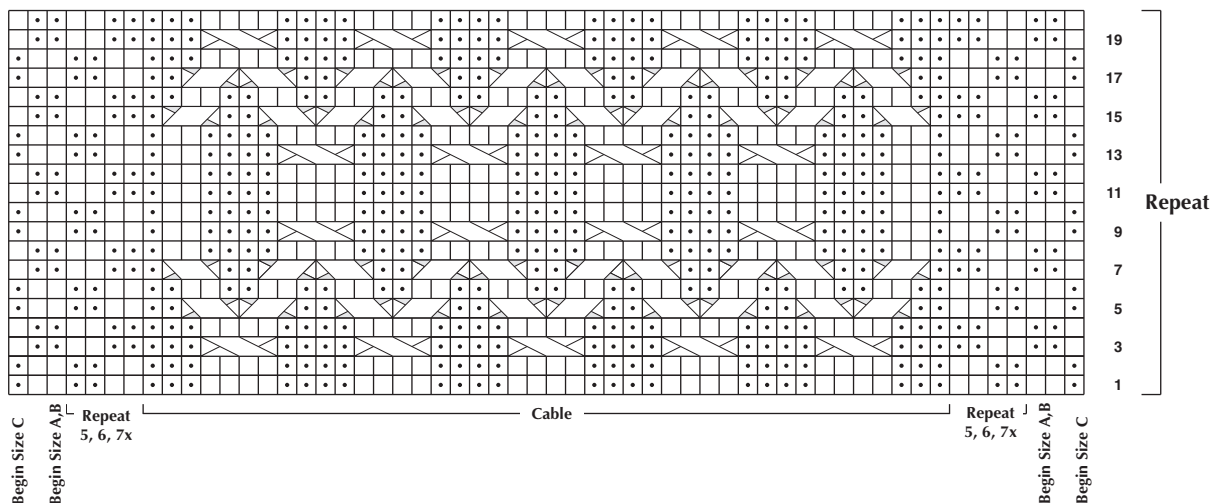 19
17
15
13
11
Repeat
9
7
5
3
1
Begin Size C
Begin Size A,B
Repeat
5, 6, 7x
Cable
Repeat
5, 6, 7x
Begin Size A,B
Begin Size C